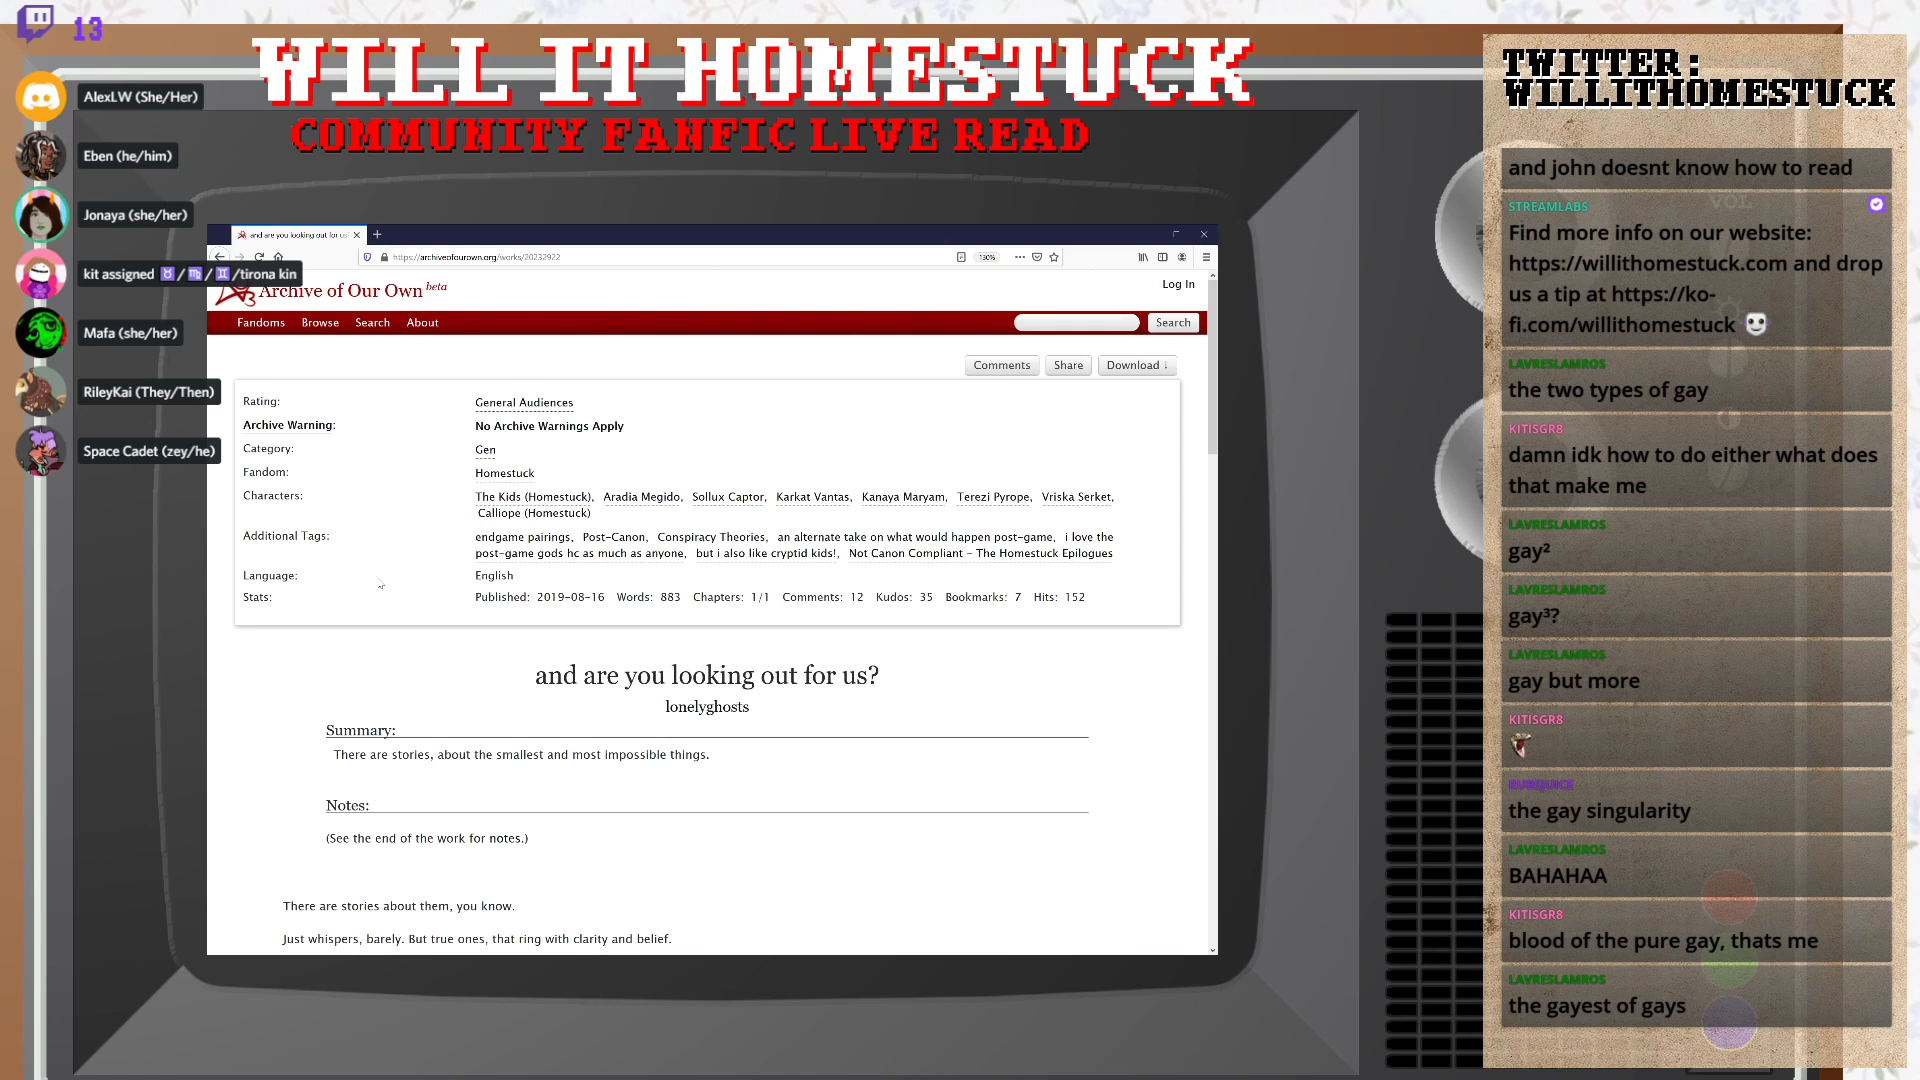 13
WILL IT HOMESTUCK
COMMUNITY FANFIC LIVE READ
AlexLW (She/Her)
Eben (he/him)
Jonaya (she/her)
kit assigned ♉/♍/♊/tirona kin
Mafa (she/her)
RileyKai (They/Then)
Space Cadet (zey/he)
and are you looking out for us
https://archiveofourown.org/works/20232922
130%
Archive of Our Own beta
Log In
Fandoms Browse Search About
Search
Comments Share Download ↓
Rating: General Audiences
Archive Warning: No Archive Warnings Apply
Category: Gen
Fandom: Homestuck
Characters: The Kids (Homestuck), Aradia Megido, Sollux Captor, Karkat Vantas, Kanaya Maryam, Terezi Pyrope, Vriska Serket,
Calliope (Homestuck)
Additional Tags: endgame pairings, Post-Canon, Conspiracy Theories, an alternate take on what would happen post-game, i love the
post-game gods hc as much as anyone, but i also like cryptid kids!, Not Canon Compliant - The Homestuck Epilogues
Language: English
Stats: Published: 2019-08-16 Words: 883 Chapters: 1/1 Comments: 12 Kudos: 35 Bookmarks: 7 Hits: 152
and are you looking out for us?
lonelyghosts
Summary:
There are stories, about the smallest and most impossible things.
Notes:
(See the end of the work for notes.)
There are stories about them, you know.
Just whispers, barely. But true ones, that ring with clarity and belief.
TWITTER:
WILLITHOMESTUCK
and john doesnt know how to read
VOL
STREAMLABS
Find more info on our website:
https://willithomestuck.com and drop
us a tip at https://ko-
fi.com/willithomestuck
LAVRESLAMROS
the two types of gay
KITISGR8
damn idk how to do either what does
that make me
LAVRESLAMROS
gay²
LAVRESLAMROS
gay³?
LAVRESLAMROS
gay but more
KITISGR8
the gay singularity
LAVRESLAMROS
BAHAHAA
KITISGR8
blood of the pure gay, thats me
LAVRESLAMROS
the gayest of gays